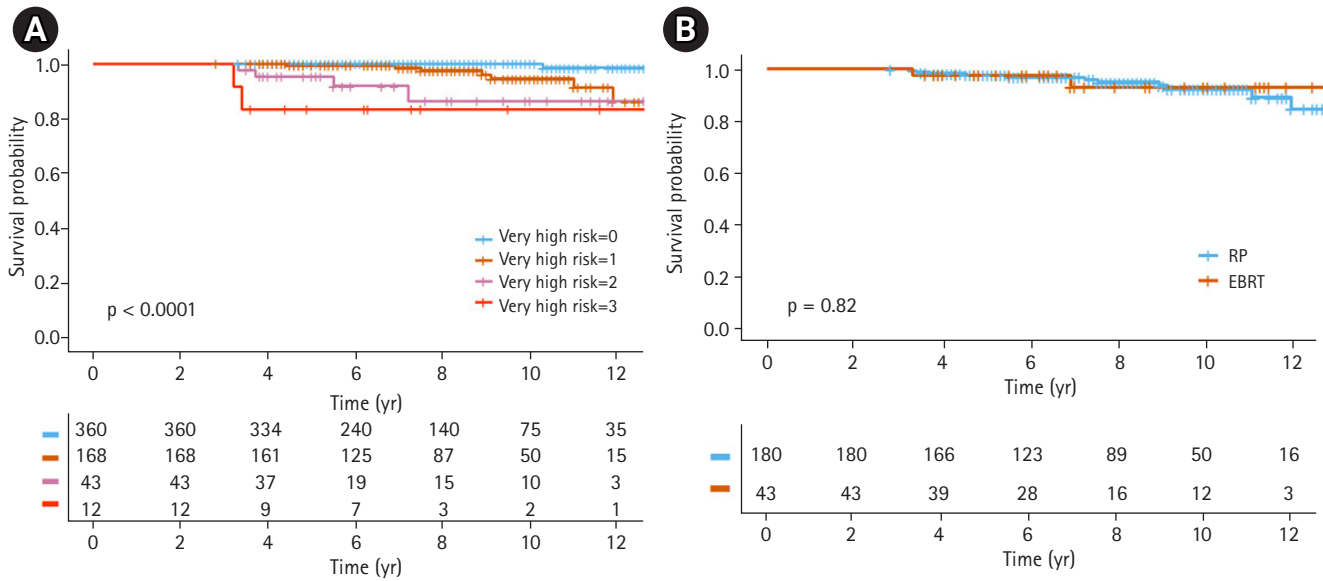 A
Survival probability
1.0
0.8
0.6
0.4
0.2
0.0
Very high risk=0
Very high risk=1
Very high risk=2
Very high risk=3
p < 0.0001
0 2 4 6 8 10 12
Time (yr)
360 360 334 240 140 75 35
168 168 161 125 87 50 15
43 43 37 19 15 10 3
12 12 9 7 3 2 1
0 2 4 6 8 10 12
Time (yr)
B
Survival probability
1.0
0.8
0.6
0.4
0.2
0.0
RP
EBRT
p = 0.82
0 2 4 6 8 10 12
Time (yr)
180 180 166 123 89 50 16
43 43 39 28 16 12 3
0 2 4 6 8 10 12
Time (yr)